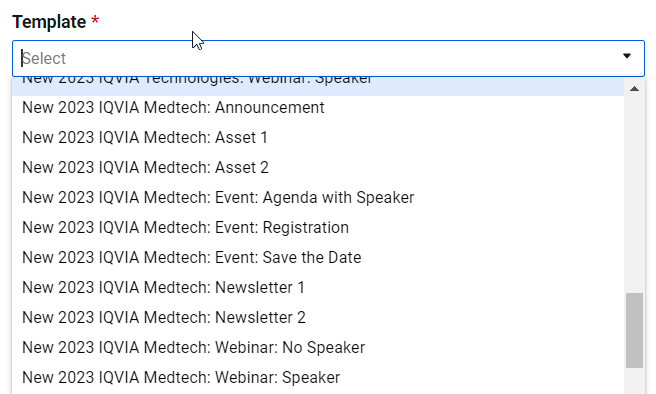 Template *
Select
New 2023 IQVIA Technologies: Webinar: Speaker
New 2023 IQVIA Medtech: Announcement
New 2023 IQVIA Medtech: Asset 1
New 2023 IQVIA Medtech: Asset 2
New 2023 IQVIA Medtech: Event: Agenda with Speaker
New 2023 IQVIA Medtech: Event: Registration
New 2023 IQVIA Medtech: Event: Save the Date
New 2023 IQVIA Medtech: Newsletter 1
New 2023 IQVIA Medtech: Newsletter 2
New 2023 IQVIA Medtech: Webinar: No Speaker
New 2023 IQVIA Medtech: Webinar: Speaker